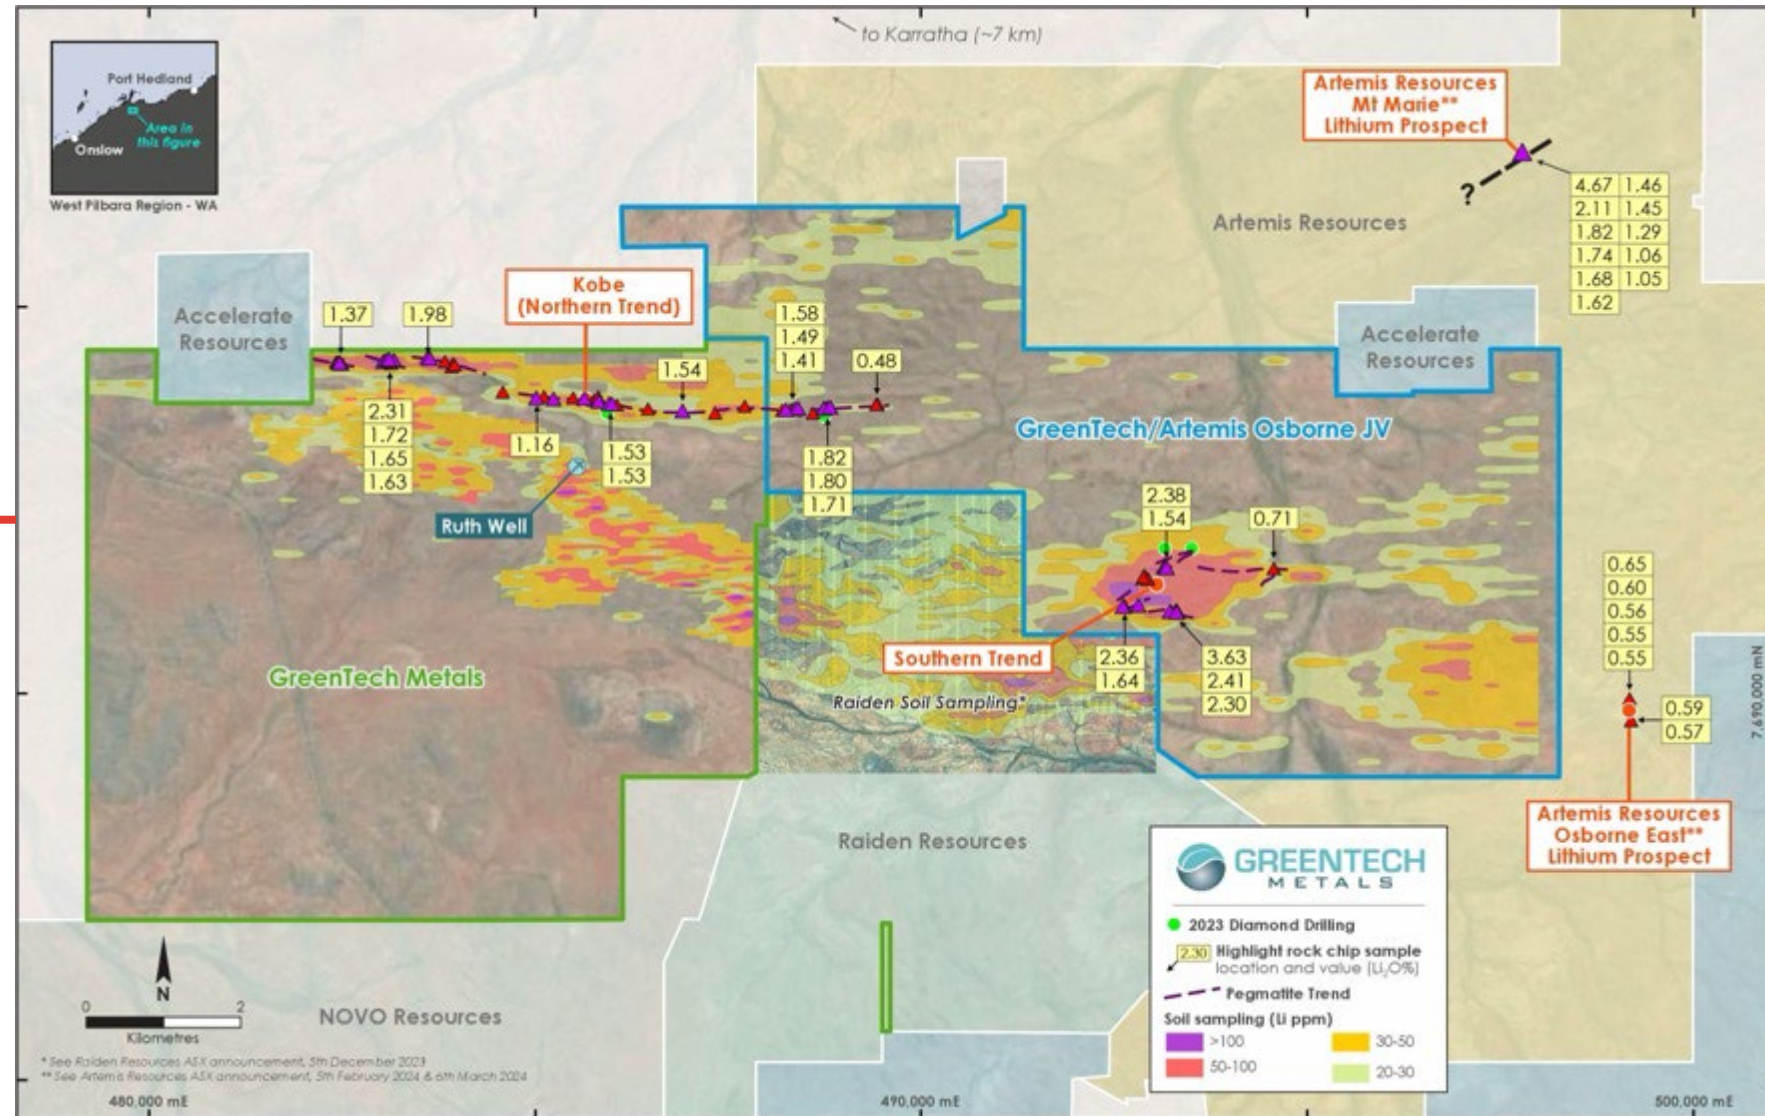 to Karratha (~7 km)
Port Hedland
Area in
this figure
Onslow
West Pilbara Region - WA
Artemis Resources
Mt Marie**
Lithium Prospect
?
4.67 1.46
2.11 1.45
1.82 1.29
1.74 1.06
1.68 1.05
1.62
Artemis Resources
Accelerate
Resources
Kobe
(Northern Trend)
1.37
1.98
1.58
1.49
1.41
0.48
1.54
Accelerate
Resources
2.31
1.72
1.65
1.63
1.16
1.53
1.53
1.82
1.80
1.71
GreenTech/Artemis Osborne JV
Ruth Well
2.38
1.54
0.71
0.65
0.60
0.56
0.55
0.55
0.59
0.57
Southern Trend
2.36
1.64
3.63
2.41
2.30
GreenTech Metals
Raiden Soil Sampling*
7,690,000 mN
Artemis Resources
Osborne East**
Lithium Prospect
Raiden Resources
GREENTECH
METALS
2023 Diamond Drilling
2.30
Highlight rock chip sample
location and value (Li₂O%)
Pegmatite Trend
Soil sampling (Li ppm)
>100
30-50
50-100
20-30
N
0 2
Kilometres
NOVO Resources
* See Raiden Resources ASX announcement, 5th December 2023
** See Artemis Resources ASX announcement, 5th February 2024 & 6th March 2024
480,000 mE
490,000 mE
500,000 mE